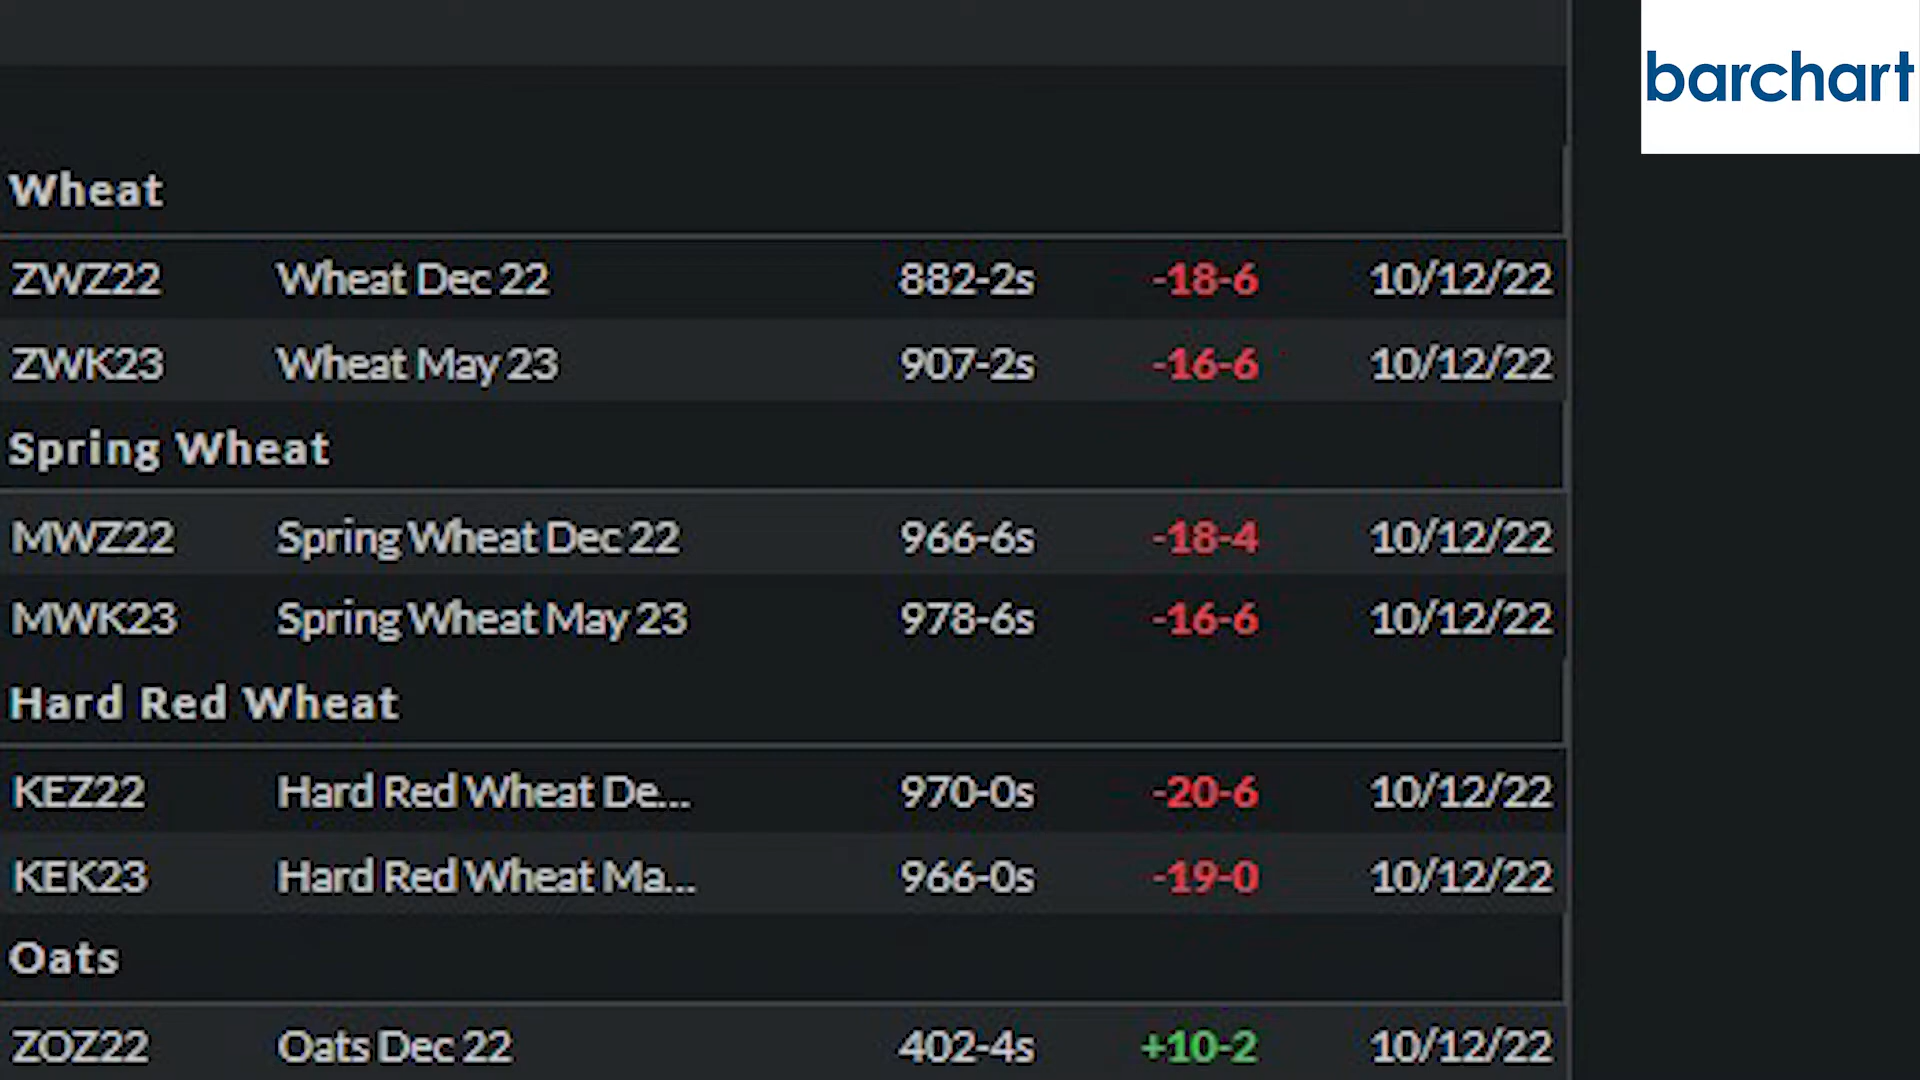 barchart
Wheat
ZWZ22 Wheat Dec 22 882-2s -18-6 10/12/22
ZWK23 Wheat May 23 907-2s -16-6 10/12/22
Spring Wheat
MWZ22 Spring Wheat Dec 22 966-6s -18-4 10/12/22
MWK23 Spring Wheat May 23 978-6s -16-6 10/12/22
Hard Red Wheat
KEZ22 Hard Red Wheat De... 970-0s -20-6 10/12/22
KEK23 Hard Red Wheat Ma... 966-0s -19-0 10/12/22
Oats
ZOZ22 Oats Dec 22 402-4s +10-2 10/12/22